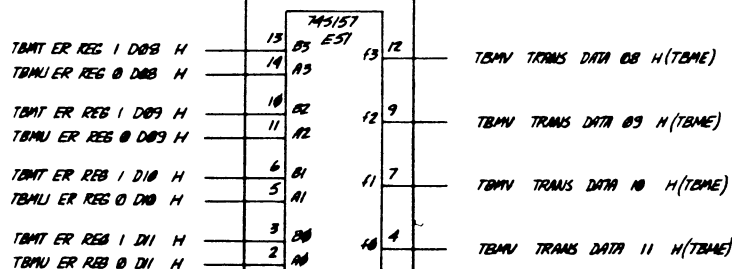 74S157
E51
TBMT ER REG 1 D08 H 13 B3 f3 12 TBMV TRANS DATA 08 H(TBME)
TBMU ER REG 0 D08 H 14 A3
TBMT ER REG 1 D09 H 10 B2 f2 9 TBMV TRANS DATA 09 H(TBME)
TBMU ER REG 0 D09 H 11 A2
TBMT ER REG 1 D10 H 6 B1 f1 7 TBMV TRANS DATA 10 H(TBME)
TBMU ER REG 0 D10 H 5 A1
TBMT ER REG 1 D11 H 3 B0 f0 4 TBMV TRANS DATA 11 H(TBME)
TBMU ER REG 0 D11 H 2 A0